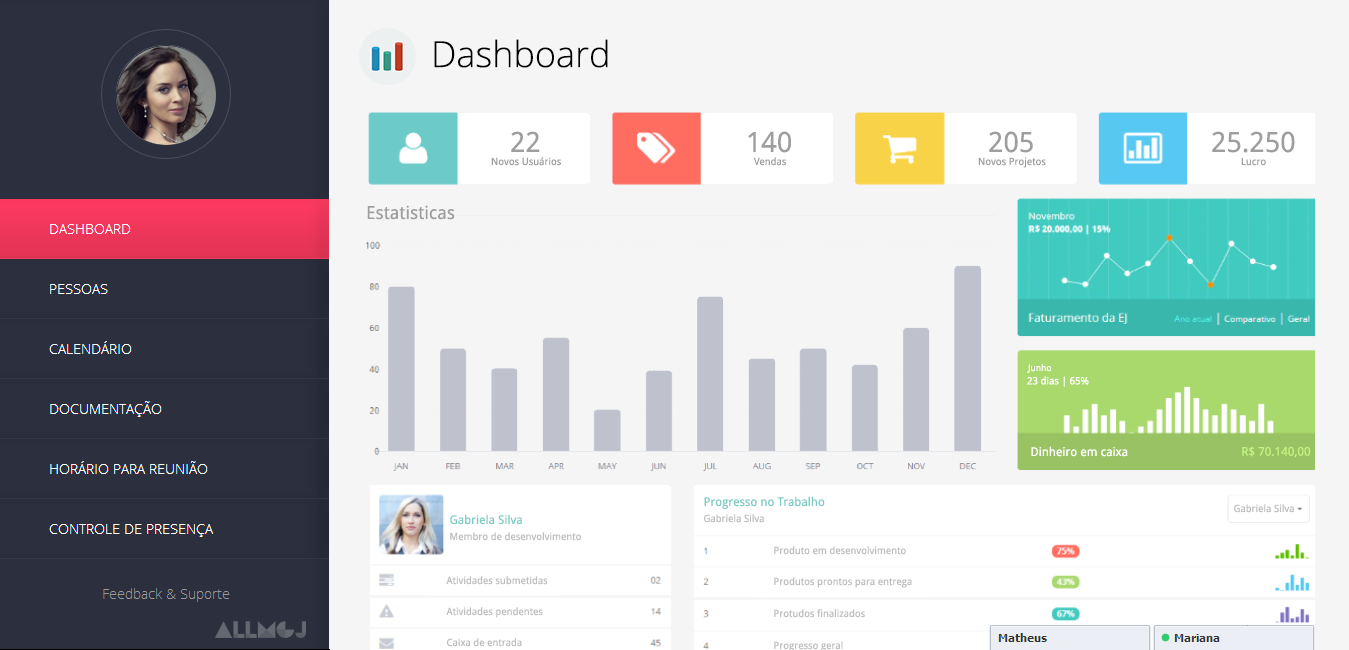 Dashboard
22
Novos Usuários
140
Vendas
205
Novos Projetos
25.250
Lucro
DASHBOARD
PESSOAS
CALENDÁRIO
DOCUMENTAÇÃO
HORÁRIO PARA REUNIÃO
CONTROLE DE PRESENÇA
Feedback & Suporte
ALLMEJ
Estatisticas
100
80
60
40
20
0
JAN FEB MAR APR MAY JUN JUL AUG SEP OCT NOV DEC
Novembro
R$ 20.000,00 | 15%
Faturamento da EJ
Ano atual | Comparativo | Geral
Junho
23 dias | 65%
Dinheiro em caixa R$ 70.140,00
Gabriela Silva
Membro de desenvolvimento
Atividades submetidas 02
Atividades pendentes 14
Caixa de entrada 45
Progresso no Trabalho
Gabriela Silva
Gabriela Silva
1 Produto em desenvolvimento 75%
2 Produtos prontos para entrega 43%
3 Protudos finalizados 67%
4 Progresso geral
Matheus
Mariana